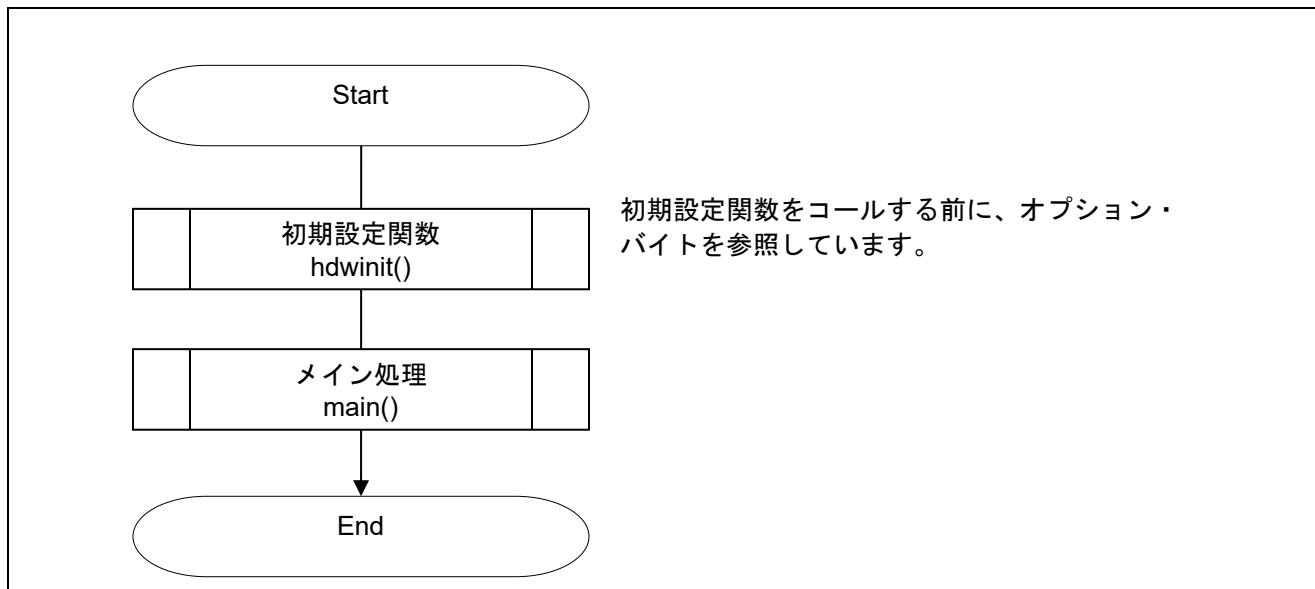 Start
初期設定関数
hdwinit()
初期設定関数をコールする前に、オプション・
バイトを参照しています。
メイン処理
main()
End